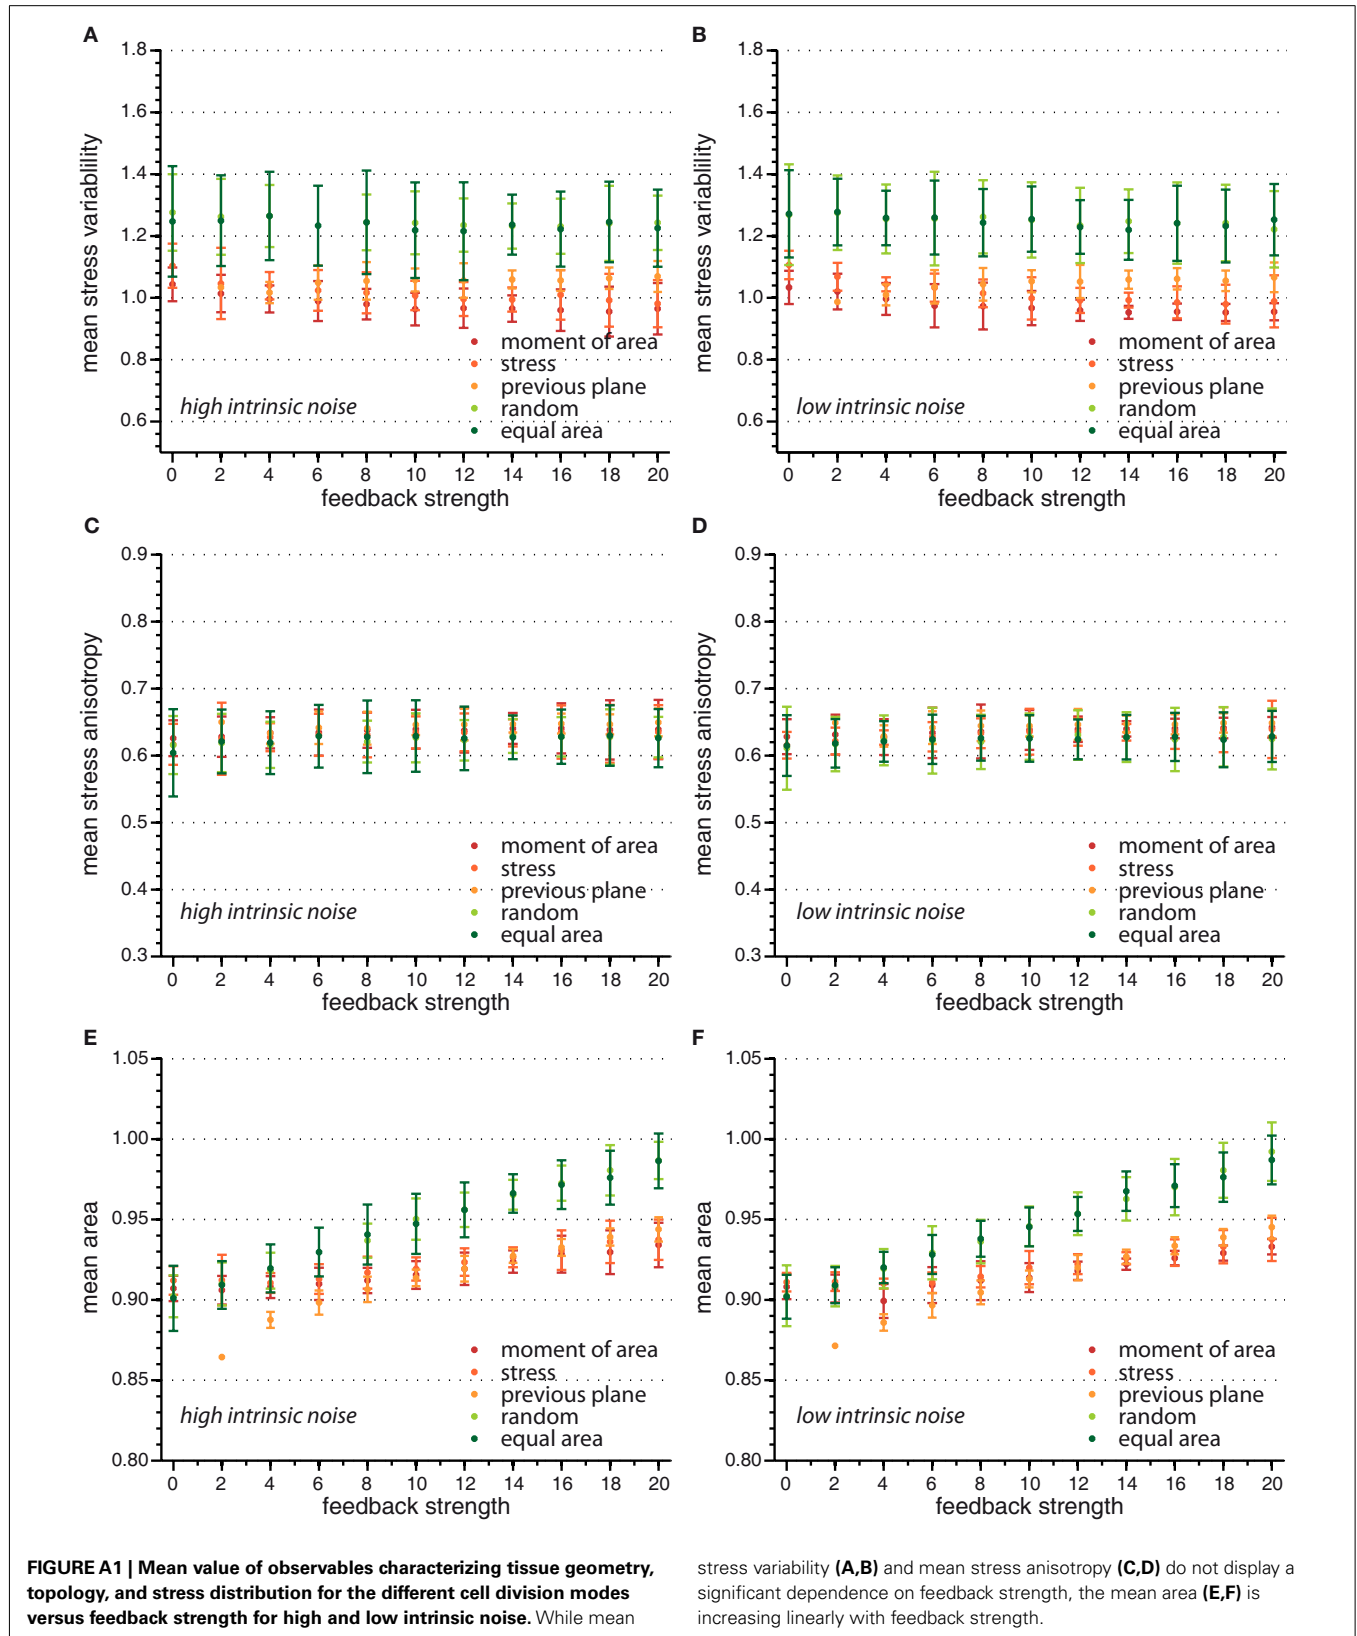 A
1.8
1.6
1.4
1.2
1.0
0.8
0.6
mean stress variablility
high intrinsic noise
moment of area
stress
previous plane
random
equal area
0 2 4 6 8 10 12 14 16 18 20
feedback strength
B
1.8
1.6
1.4
1.2
1.0
0.8
0.6
mean stress variablility
low intrinsic noise
moment of area
stress
previous plane
random
equal area
0 2 4 6 8 10 12 14 16 18 20
feedback strength
C
0.9
0.8
0.7
0.6
0.5
0.4
0.3
mean stress anisotropy
high intrinsic noise
moment of area
stress
previous plane
random
equal area
0 2 4 6 8 10 12 14 16 18 20
feedback strength
D
0.9
0.8
0.7
0.6
0.5
0.4
0.3
mean stress anisotropy
low intrinsic noise
moment of area
stress
previous plane
random
equal area
0 2 4 6 8 10 12 14 16 18 20
feedback strength
E
1.05
1.00
0.95
0.90
0.85
0.80
mean area
high intrinsic noise
moment of area
stress
previous plane
random
equal area
0 2 4 6 8 10 12 14 16 18 20
feedback strength
F
1.05
1.00
0.95
0.90
0.85
0.80
mean area
low intrinsic noise
moment of area
stress
previous plane
random
equal area
0 2 4 6 8 10 12 14 16 18 20
feedback strength
FIGURE A1 | Mean value of observables characterizing tissue geometry,
topology, and stress distribution for the different cell division modes
versus feedback strength for high and low intrinsic noise. While mean
stress variability (A,B) and mean stress anisotropy (C,D) do not display a
significant dependence on feedback strength, the mean area (E,F) is
increasing linearly with feedback strength.